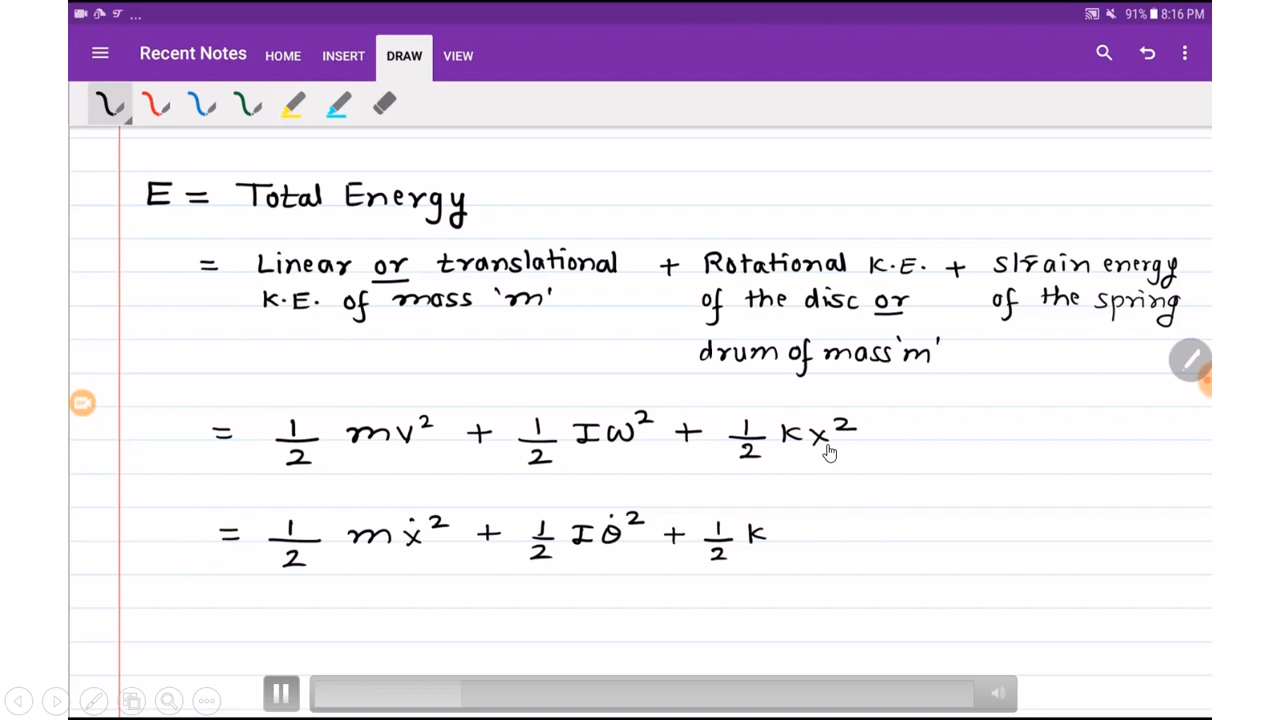 91% 8:16 PM
Recent Notes HOME INSERT DRAW VIEW
E = Total Energy
= Linear or translational K.E. of mass 'm' + Rotational K.E. of the disc or drum of mass 'm' + strain energy of the spring
= 1/2 mv² + 1/2 Iω² + 1/2 kx²
= 1/2 mẋ² + 1/2 Iθ̇² + 1/2 k